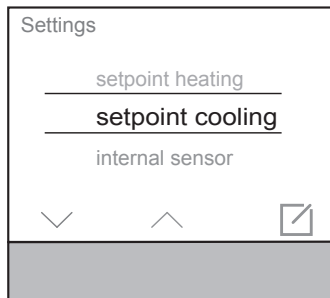 Settings
setpoint heating
setpoint cooling
internal sensor